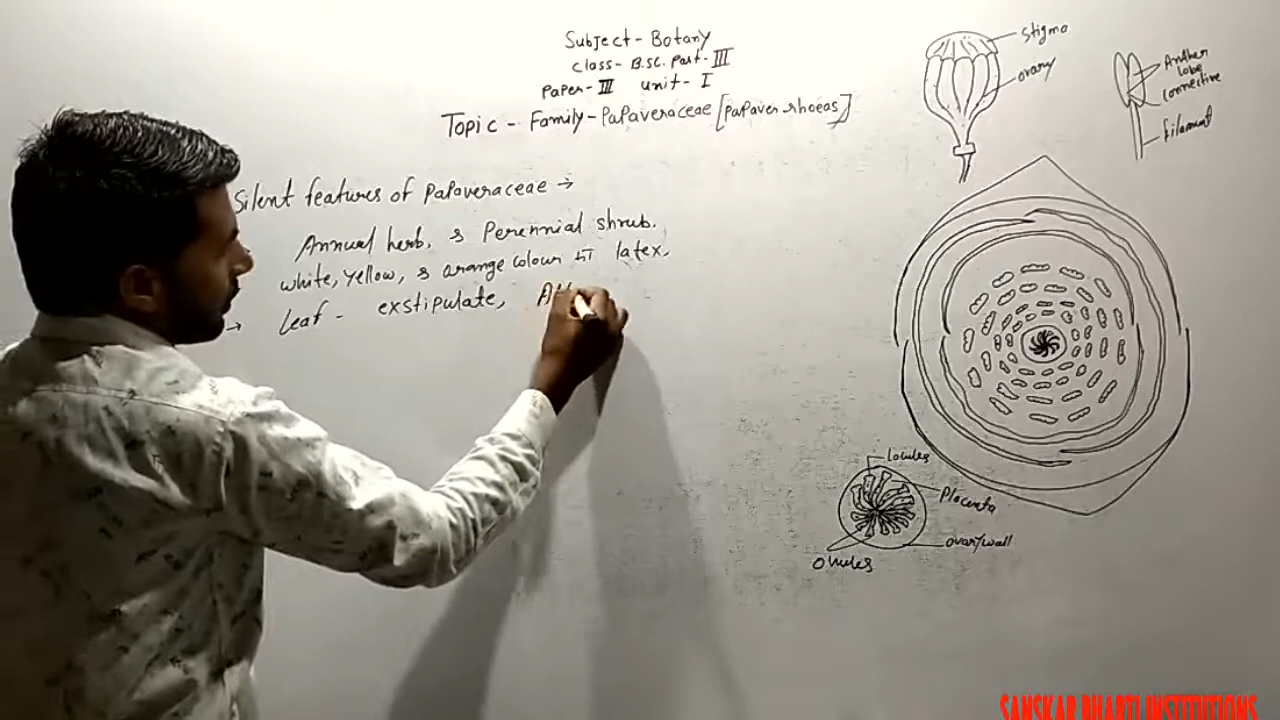 Subject - Botany
Class - B.SC. Part - III
Paper - III Unit - I
Topic - Family - Papaveraceae [Papaver rhoeas]
Silent features of Papaveraceae →
Annual herb, & Perennial shrub.
white, yellow, & orange colour का latex.
→ Leaf - exstipulate, Alt
Stigma
ovary
Anther
lobe
Connective
filament
Locules
Placenta
ovary wall
Ovules
SANSKAR BHARTI INSTITUTIONS